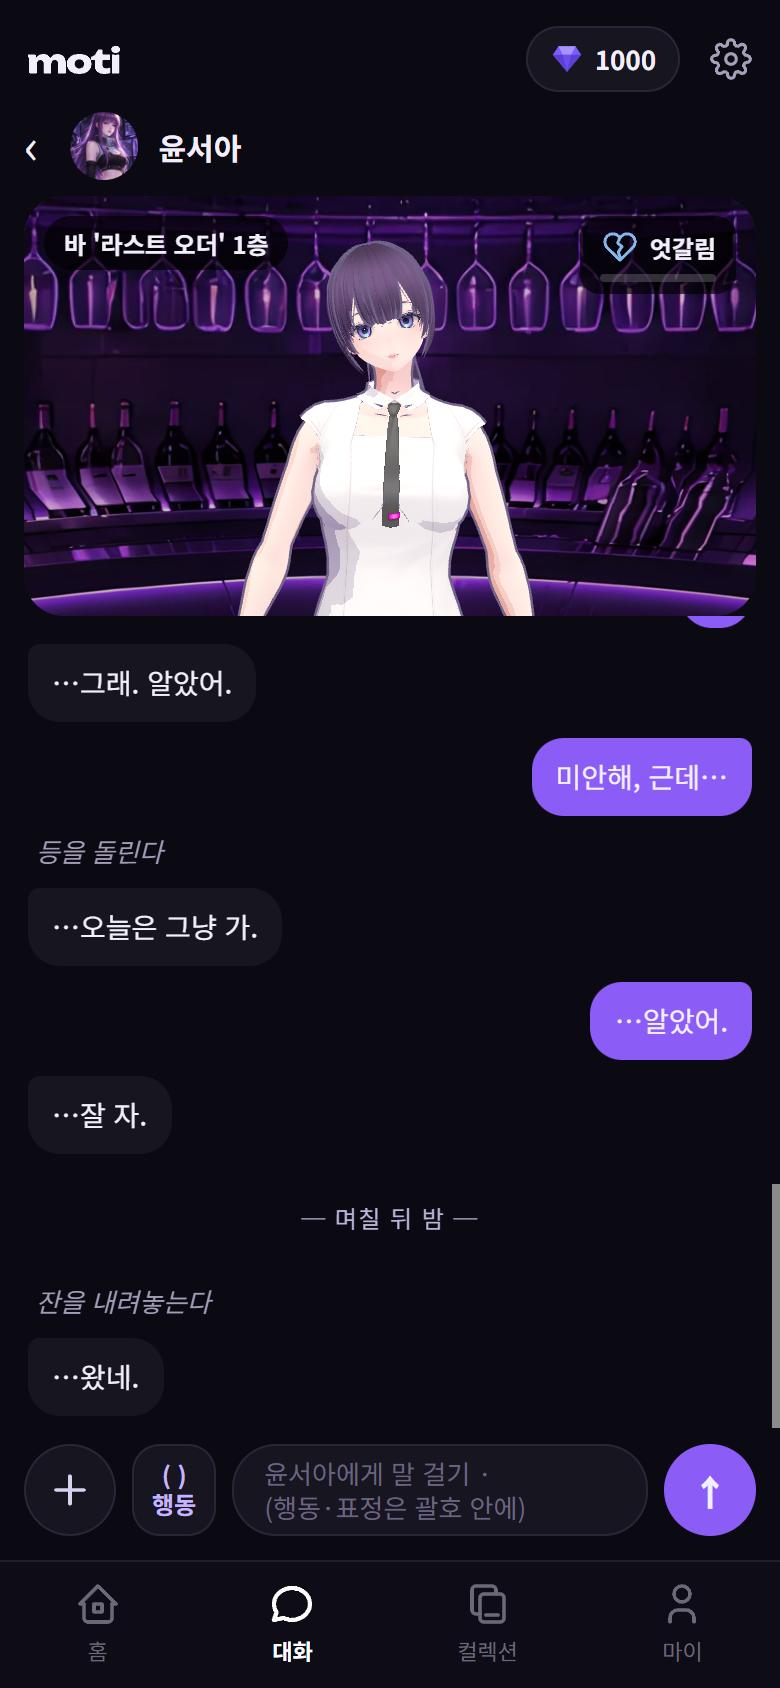 moti
1000
‹
윤서아
바 '라스트 오더' 1층
엇갈림
…그래. 알았어.
미안해, 근데…
등을 돌린다
…오늘은 그냥 가.
…알았어.
…잘 자.
— 며칠 뒤 밤 —
잔을 내려놓는다
…왔네.
( )
행동
윤서아에게 말 걸기 ·
(행동·표정은 괄호 안에)
홈
대화
컬렉션
마이